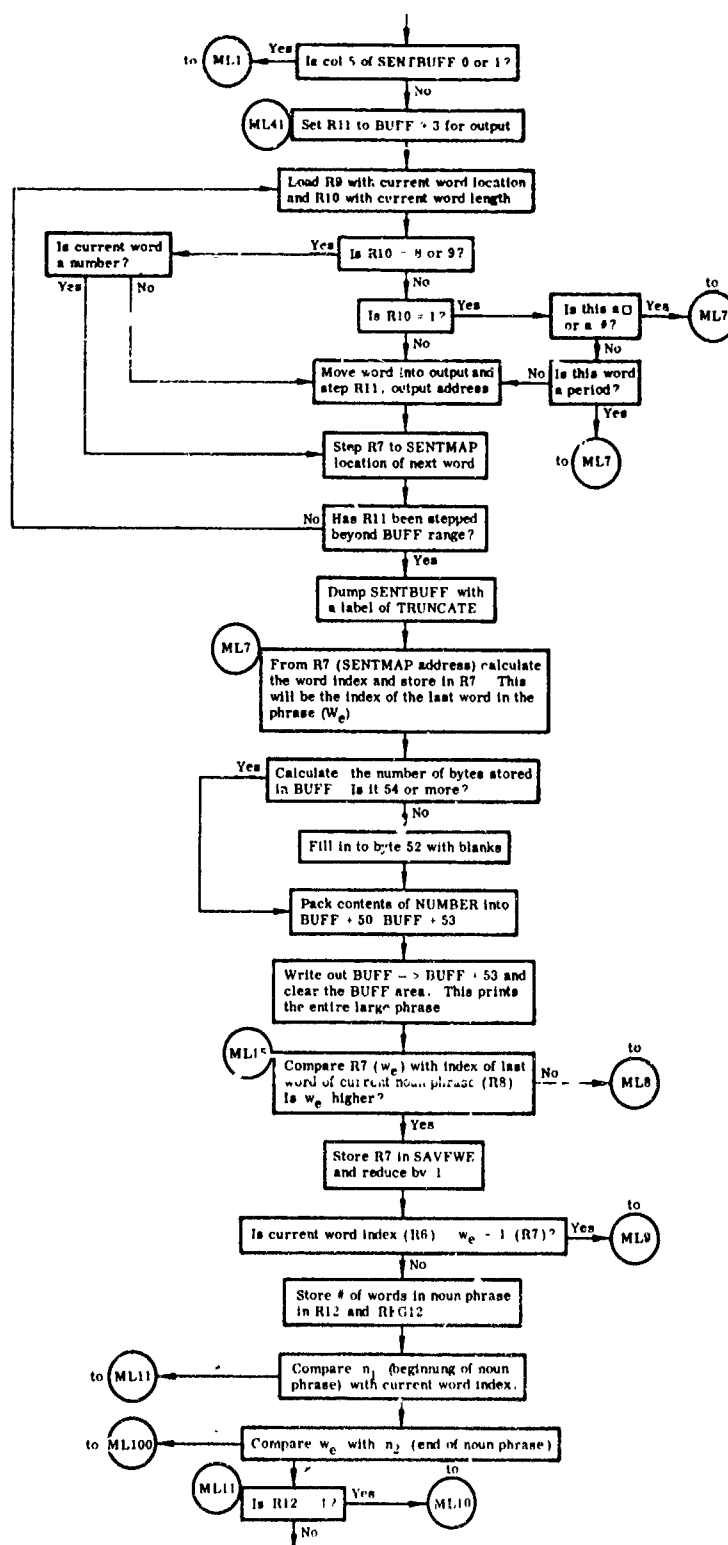 to ML1 Yes
Is col 5 of SENTBUFF 0 or 1?
No
ML41
Set R11 to BUFF + 3 for output
Load R9 with current word location
and R10 with current word length
Is current word
a number?
Yes
Is R10 = 8 or 9?
Yes
No
No
Is R10 = 1?
Yes
Is this a □
or a #?
Yes
to
ML7
No
No
Move word into output and
step R11, output address
No
Is this word
a period?
Yes
to ML7
Step R7 to SENTMAP
location of next word
No
Has R11 been stepped
beyond BUFF range?
Yes
Dump SENTBUFF with
a label of TRUNCATE
ML7
From R7 (SENTMAP address) calculate
the word index and store in R7 This
will be the index of the last word in the
phrase (We)
Yes
Calculate the number of bytes stored
in BUFF Is it 54 or more?
No
Fill in to byte 52 with blanks
Pack contents of NUMBER into
BUFF + 50 BUFF + 53
Write out BUFF -> BUFF + 53 and
clear the BUFF area. This prints
the entire large phrase
ML15
Compare R7 (we) with index of last
word of current noun phrase (R8)
Is we higher?
No
to
ML8
Yes
Store R7 in SAVFWE
and reduce by 1
Is current word index (R6) we - 1 (R7)?
Yes
to
ML9
No
Store # of words in noun phrase
in R12 and REG12
to ML11
Compare n1 (beginning of noun
phrase) with current word index.
to ML100
Compare we with n2 (end of noun phrase)
ML11
Is R12 1?
Yes
to
ML10
No